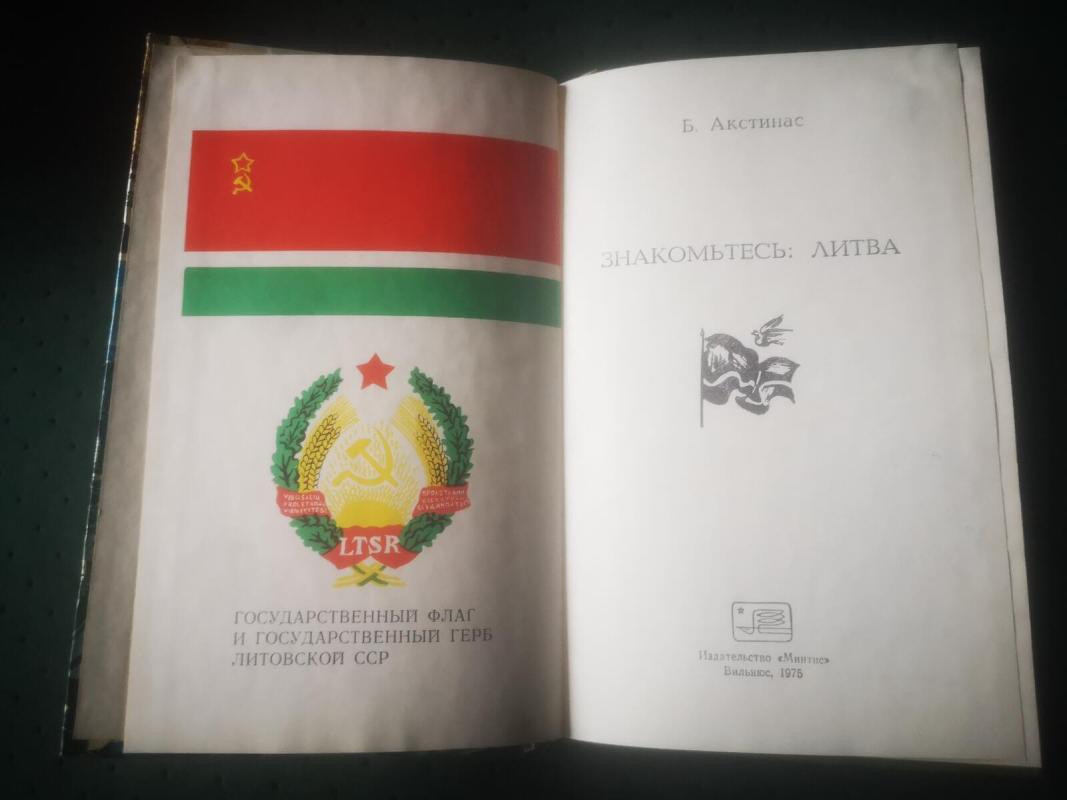 LTSR
ГОСУДАРСТВЕННЫЙ ФЛАГ
И ГОСУДАРСТВЕННЫЙ ГЕРБ
ЛИТОВСКОЙ ССР
Б. Акстинас
ЗНАКОМЬТЕСЬ: ЛИТВА
Издательство «Минтис»
Вильнюс, 1975